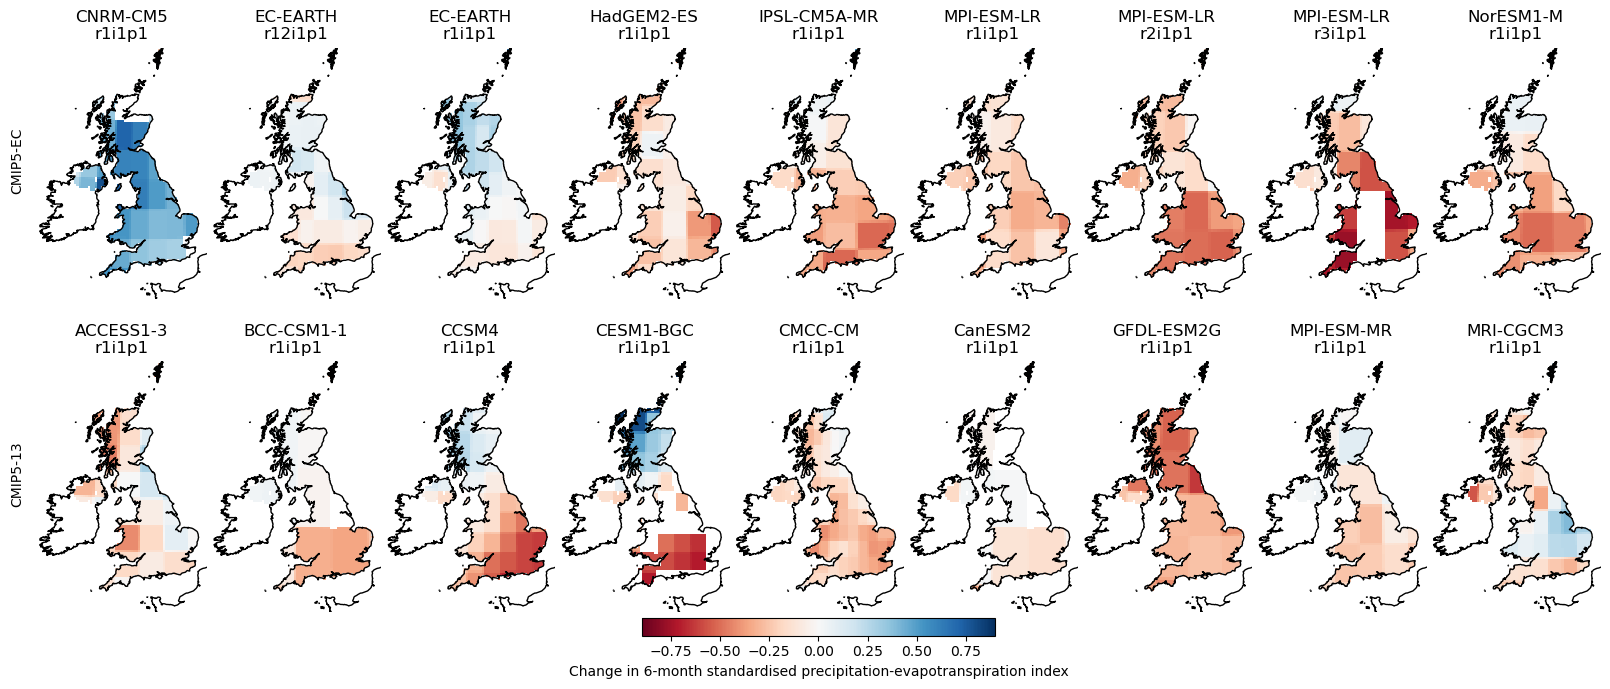 CNRM-CM5
r1i1p1
EC-EARTH
r12i1p1
EC-EARTH
r1i1p1
HadGEM2-ES
r1i1p1
IPSL-CM5A-MR
r1i1p1
MPI-ESM-LR
r1i1p1
MPI-ESM-LR
r2i1p1
MPI-ESM-LR
r3i1p1
NorESM1-M
r1i1p1
CMIP5-EC
ACCESS1-3
r1i1p1
BCC-CSM1-1
r1i1p1
CCSM4
r1i1p1
CESM1-BGC
r1i1p1
CMCC-CM
r1i1p1
CanESM2
r1i1p1
GFDL-ESM2G
r1i1p1
MPI-ESM-MR
r1i1p1
MRI-CGCM3
r1i1p1
CMIP5-13
−0.75 −0.50 −0.25 0.00 0.25 0.50 0.75
Change in 6-month standardised precipitation-evapotranspiration index